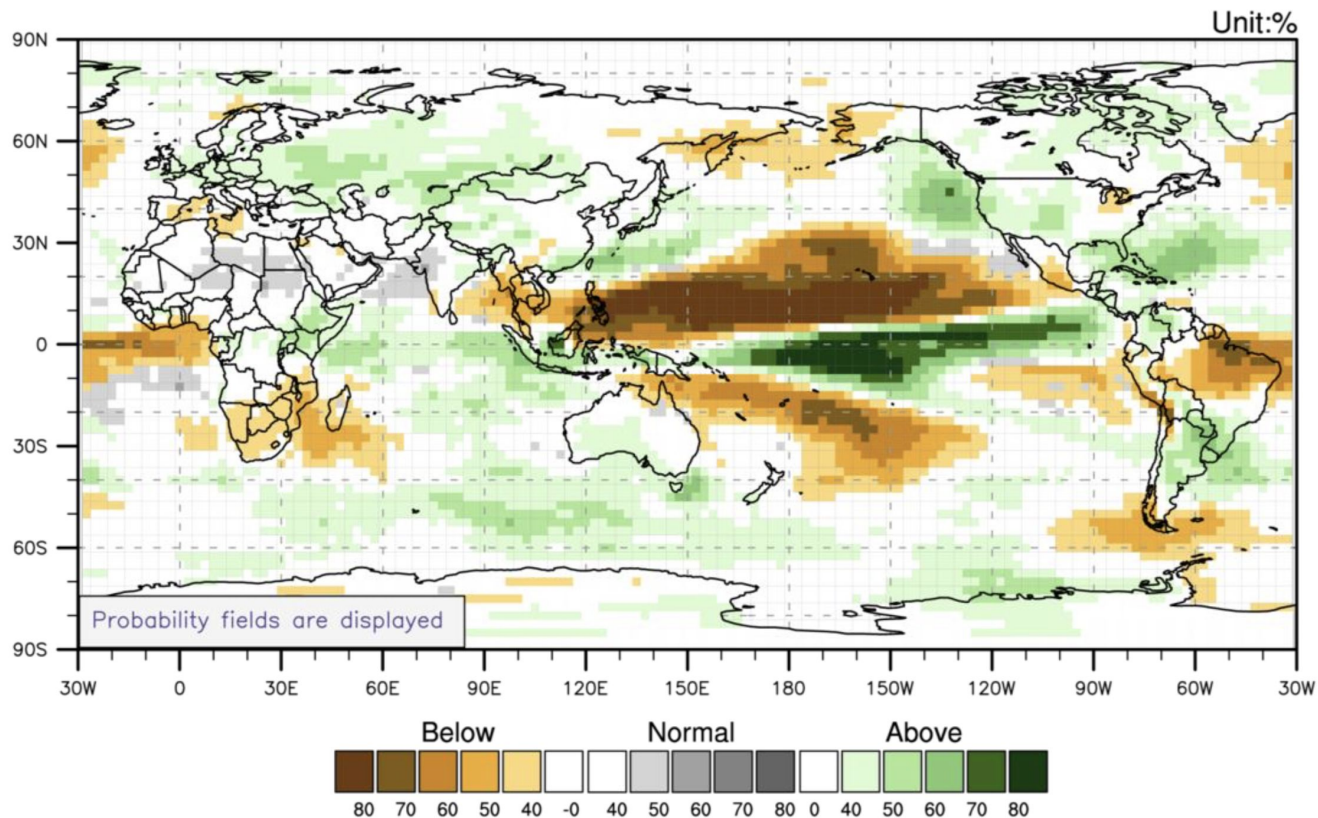 Unit:%
90N
60N
30N
0
30S
60S
90S
Probability fields are displayed
30W 0 30E 60E 90E 120E 150E 180 150W 120W 90W 60W 30W
Below Normal Above
80 70 60 50 40 -0 40 50 60 70 80 0 40 50 60 70 80